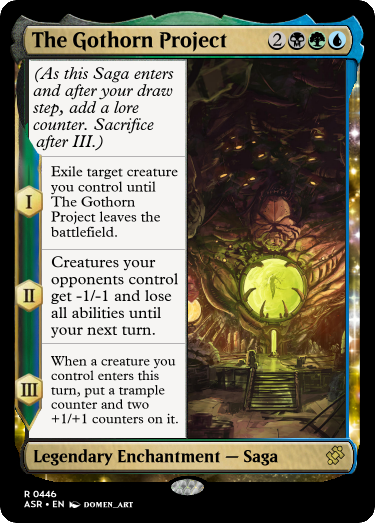 The Gothorn Project 2
(As this Saga enters
and after your draw
step, add a lore
counter. Sacrifice
after III.)
I
Exile target creature
you control until
The Gothorn
Project leaves the
battlefield.
II
Creatures your
opponents control
get -1/-1 and lose
all abilities until
your next turn.
III
When a creature you
control enters this
turn, put a trample
counter and two
+1/+1 counters on it.
Legendary Enchantment — Saga
R 0446
ASR • EN DOMEN_ART